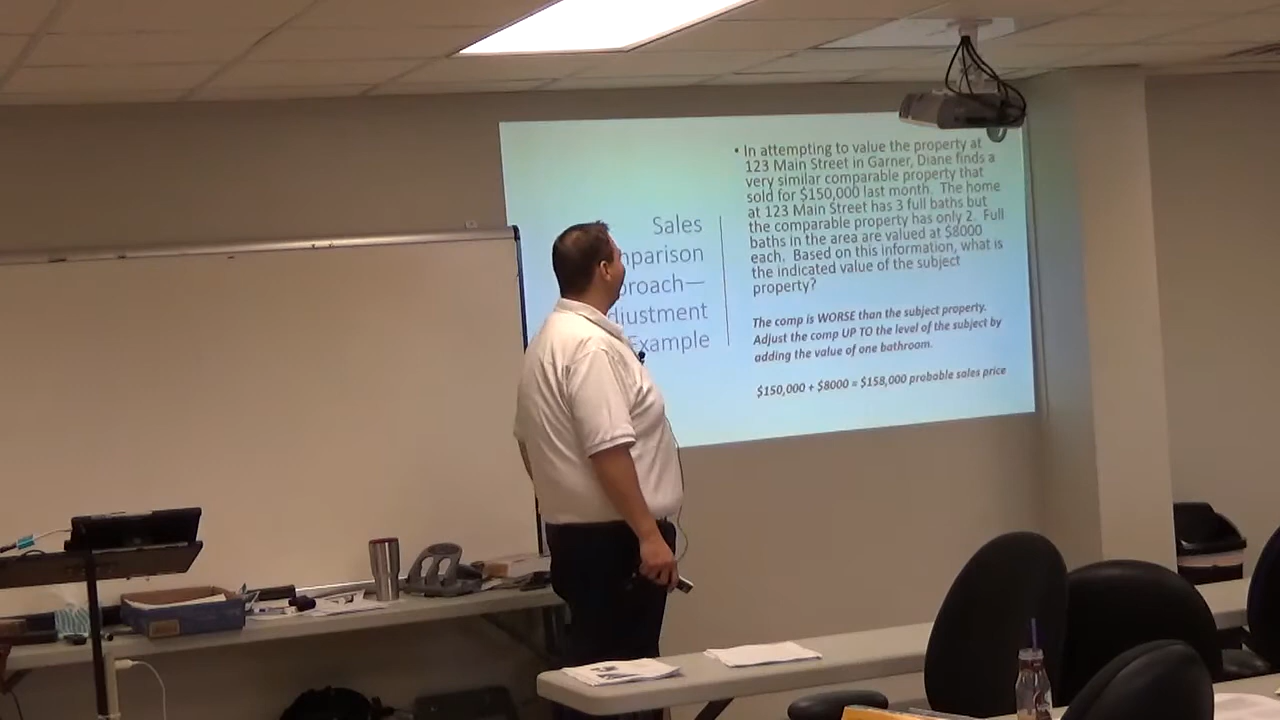 Sales
mparison
proach—
djustment
Example
• In attempting to value the property at
123 Main Street in Garner, Diane finds a
very similar comparable property that
sold for $150,000 last month. The home
at 123 Main Street has 3 full baths but
the comparable property has only 2. Full
baths in the area are valued at $8000
each. Based on this information, what is
the indicated value of the subject
property?
The comp is WORSE than the subject property.
Adjust the comp UP TO the level of the subject by
adding the value of one bathroom.
$150,000 + $8000 = $158,000 probable sales price